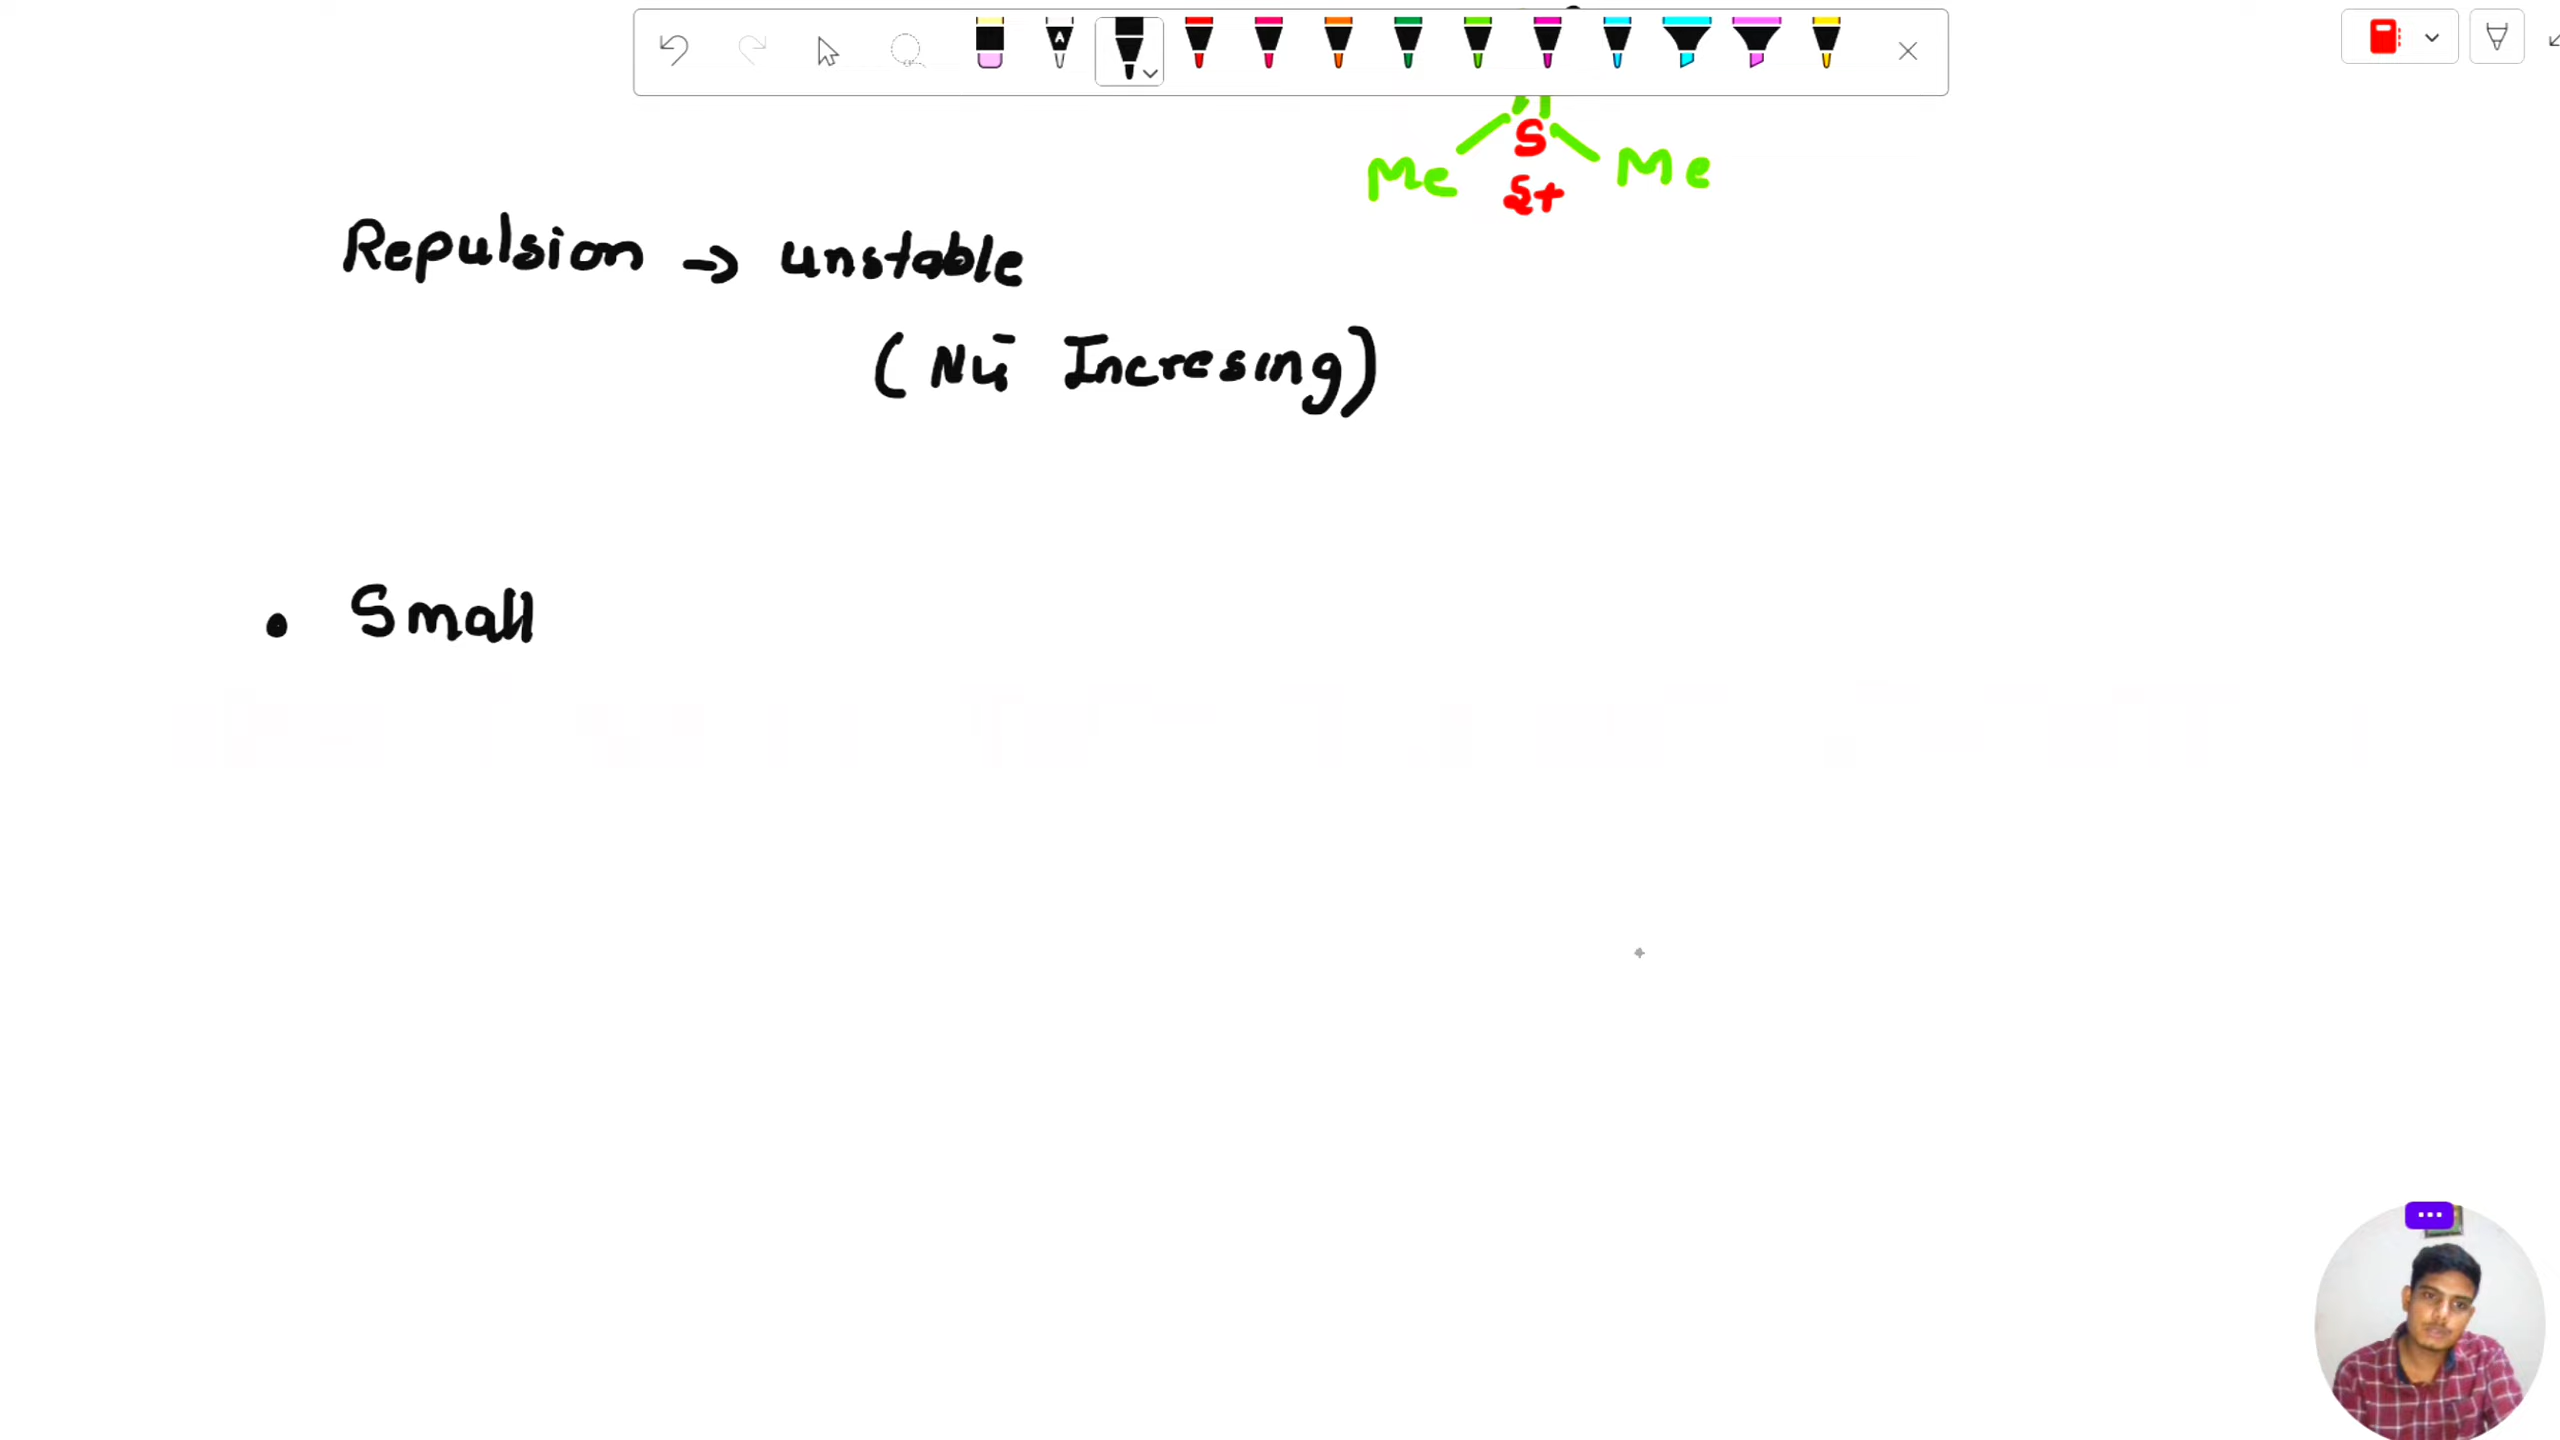 S
Me Me
δ+
Repulsion → unstable
(Nu⁻ Incresing)
• Small